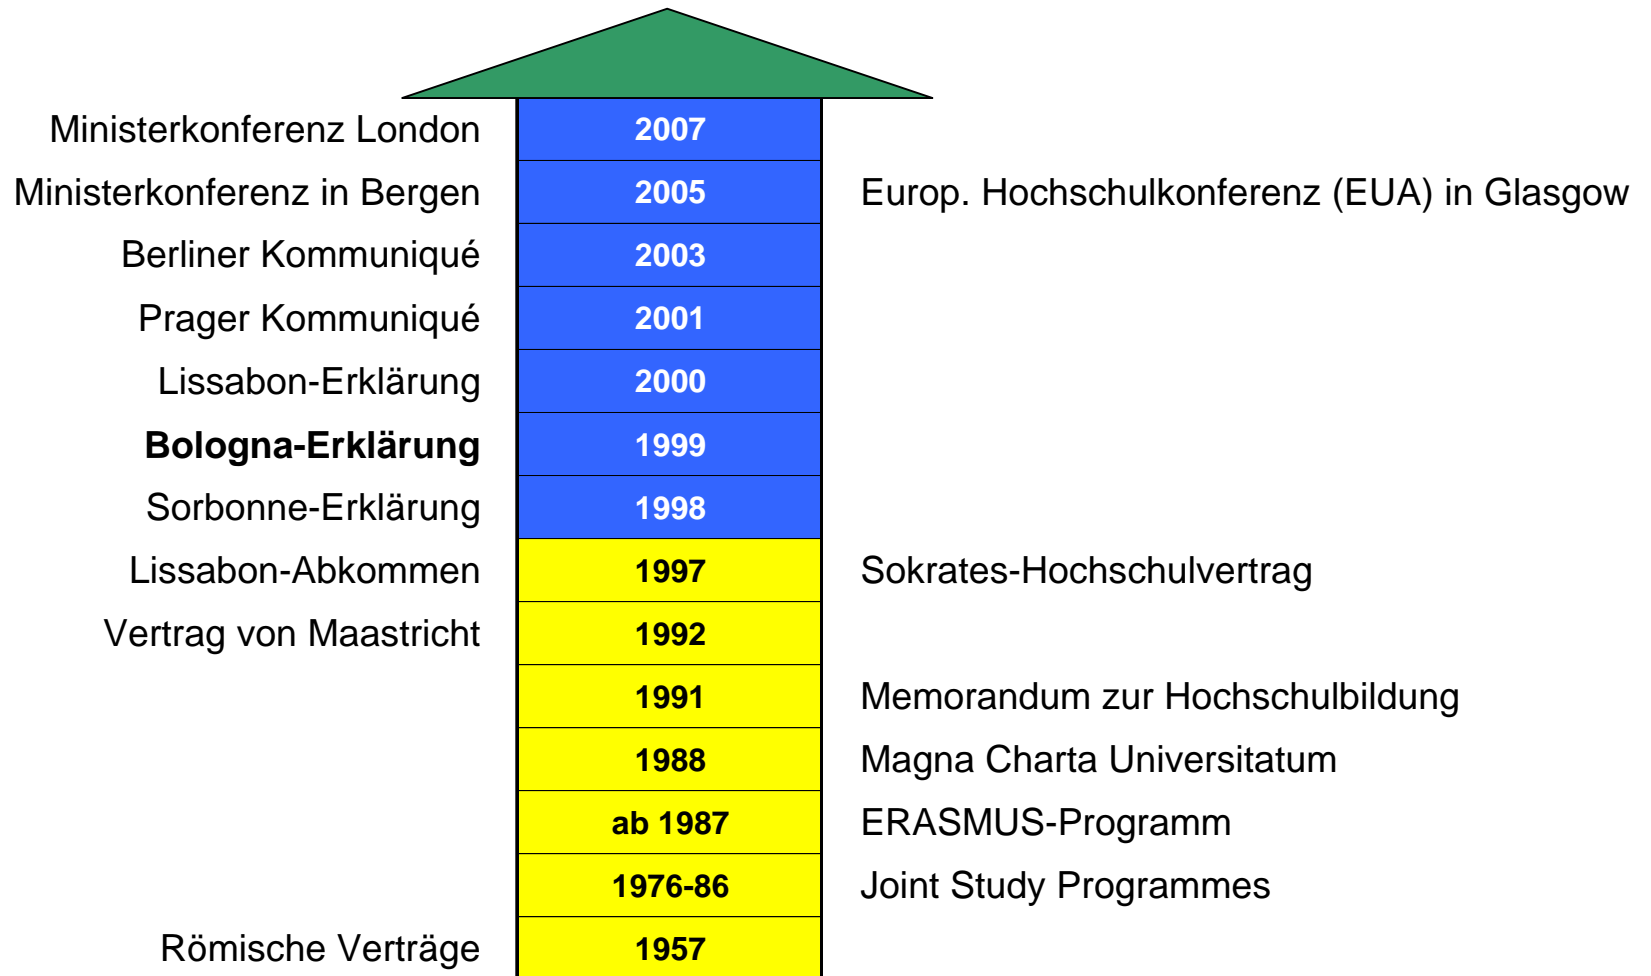 Ministerkonferenz London 2007
Ministerkonferenz in Bergen 2005 Europ. Hochschulkonferenz (EUA) in Glasgow
Berliner Kommuniqué 2003
Prager Kommuniqué 2001
Lissabon-Erklärung 2000
Bologna-Erklärung 1999
Sorbonne-Erklärung 1998
Lissabon-Abkommen 1997 Sokrates-Hochschulvertrag
Vertrag von Maastricht 1992
1991 Memorandum zur Hochschulbildung
1988 Magna Charta Universitatum
ab 1987 ERASMUS-Programm
1976-86 Joint Study Programmes
Römische Verträge 1957